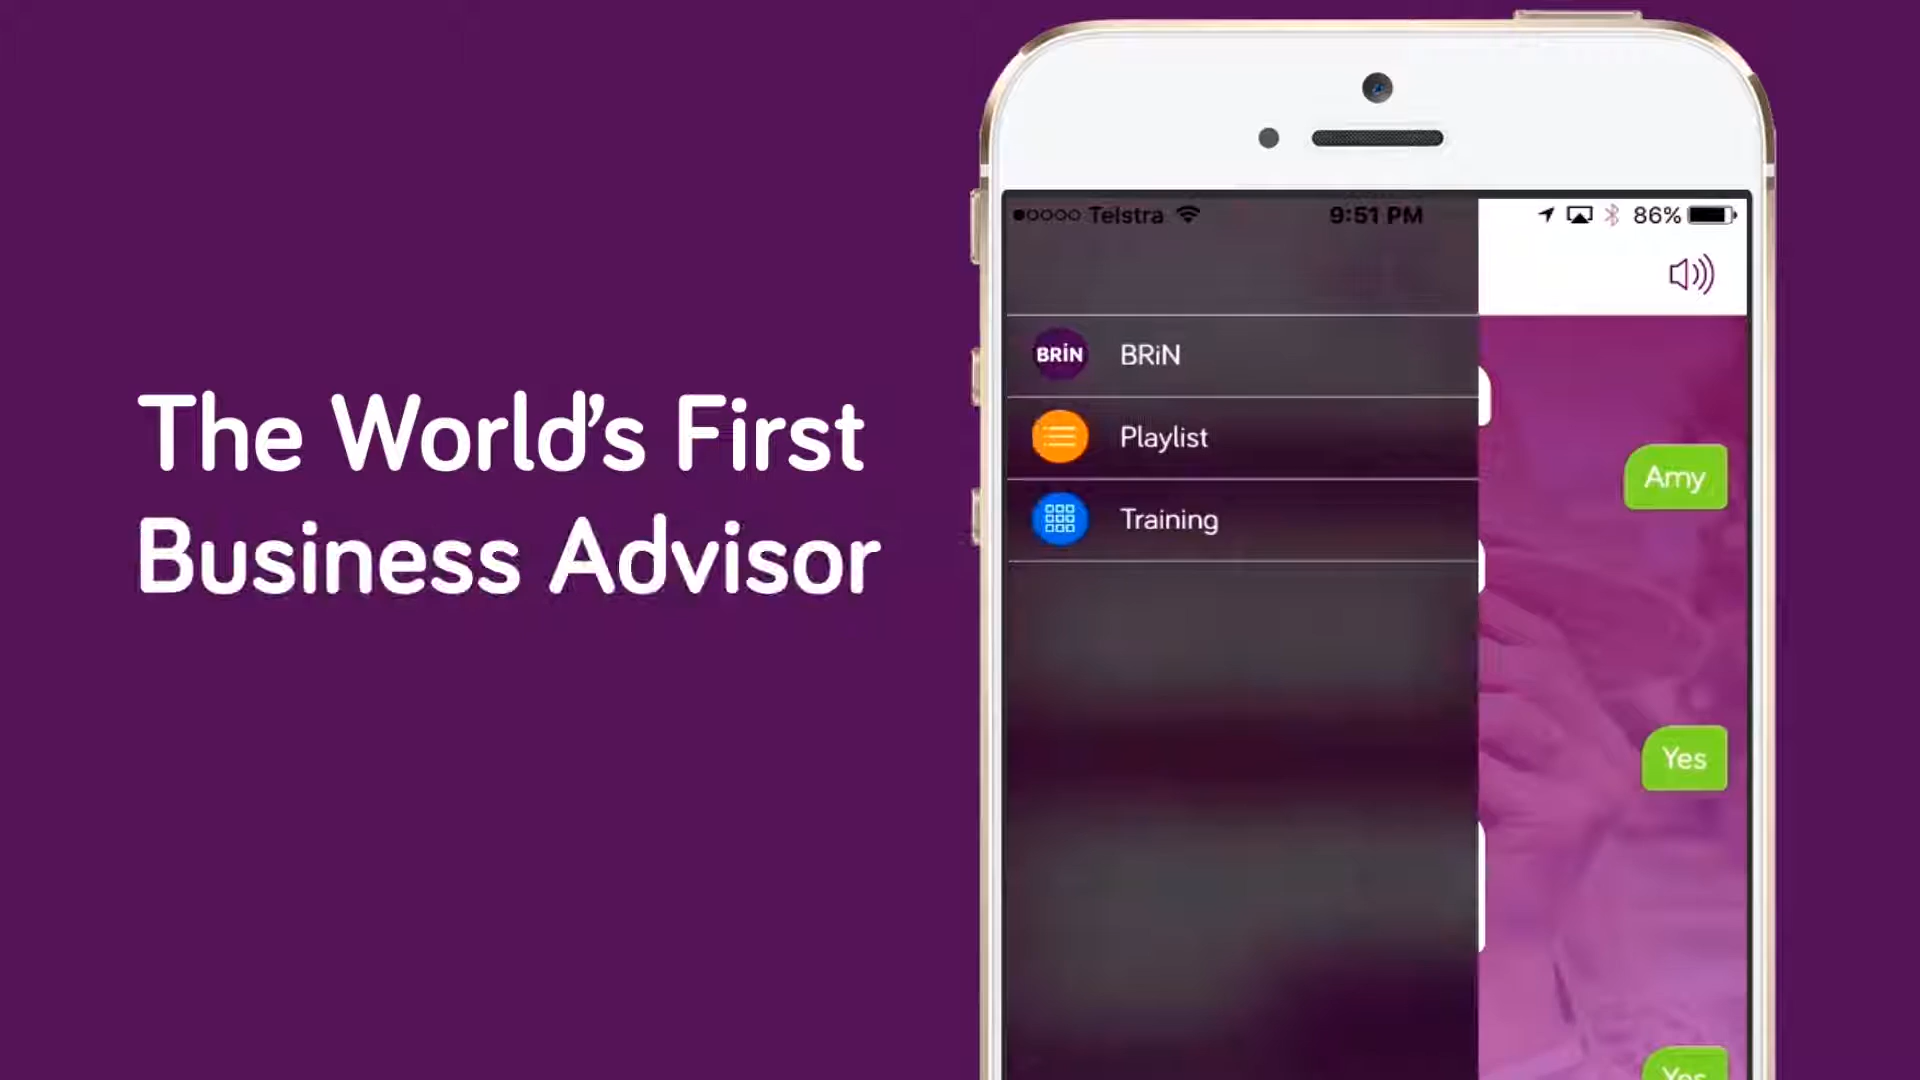 The World's First
Business Advisor
Telstra 9:51 PM 86%
BRiN BRiN
Playlist
Training
Amy
Yes
Yes